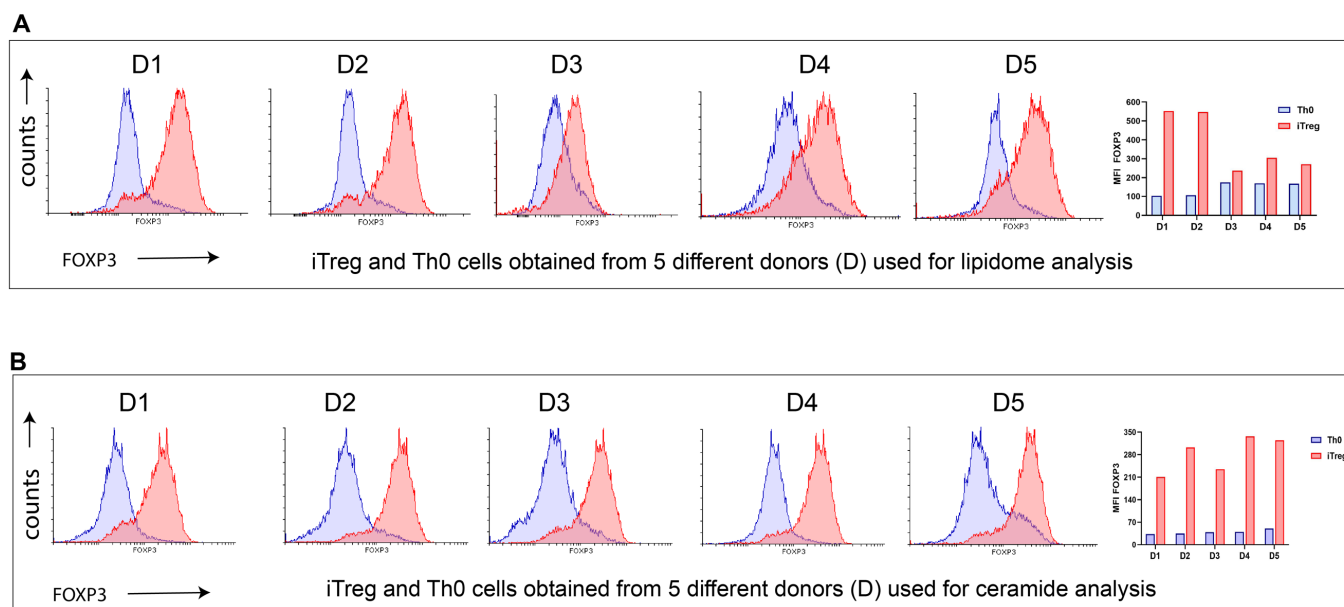 A
D1
D2
D3
D4
D5
counts
FOXP3
FOXP3
FOXP3
FOXP3
FOXP3
MFI FOXP3
600
500
400
300
200
100
0
D1 D2 D3 D4 D5
Th0
iTreg
FOXP3
iTreg and Th0 cells obtained from 5 different donors (D) used for lipidome analysis
B
D1
D2
D3
D4
D5
counts
FOXP3
FOXP3
FOXP3
FOXP3
FOXP3
MFI FOXP3
350
280
210
140
70
0
D1 D2 D3 D4 D5
Th0
iTreg
FOXP3
iTreg and Th0 cells obtained from 5 different donors (D) used for ceramide analysis